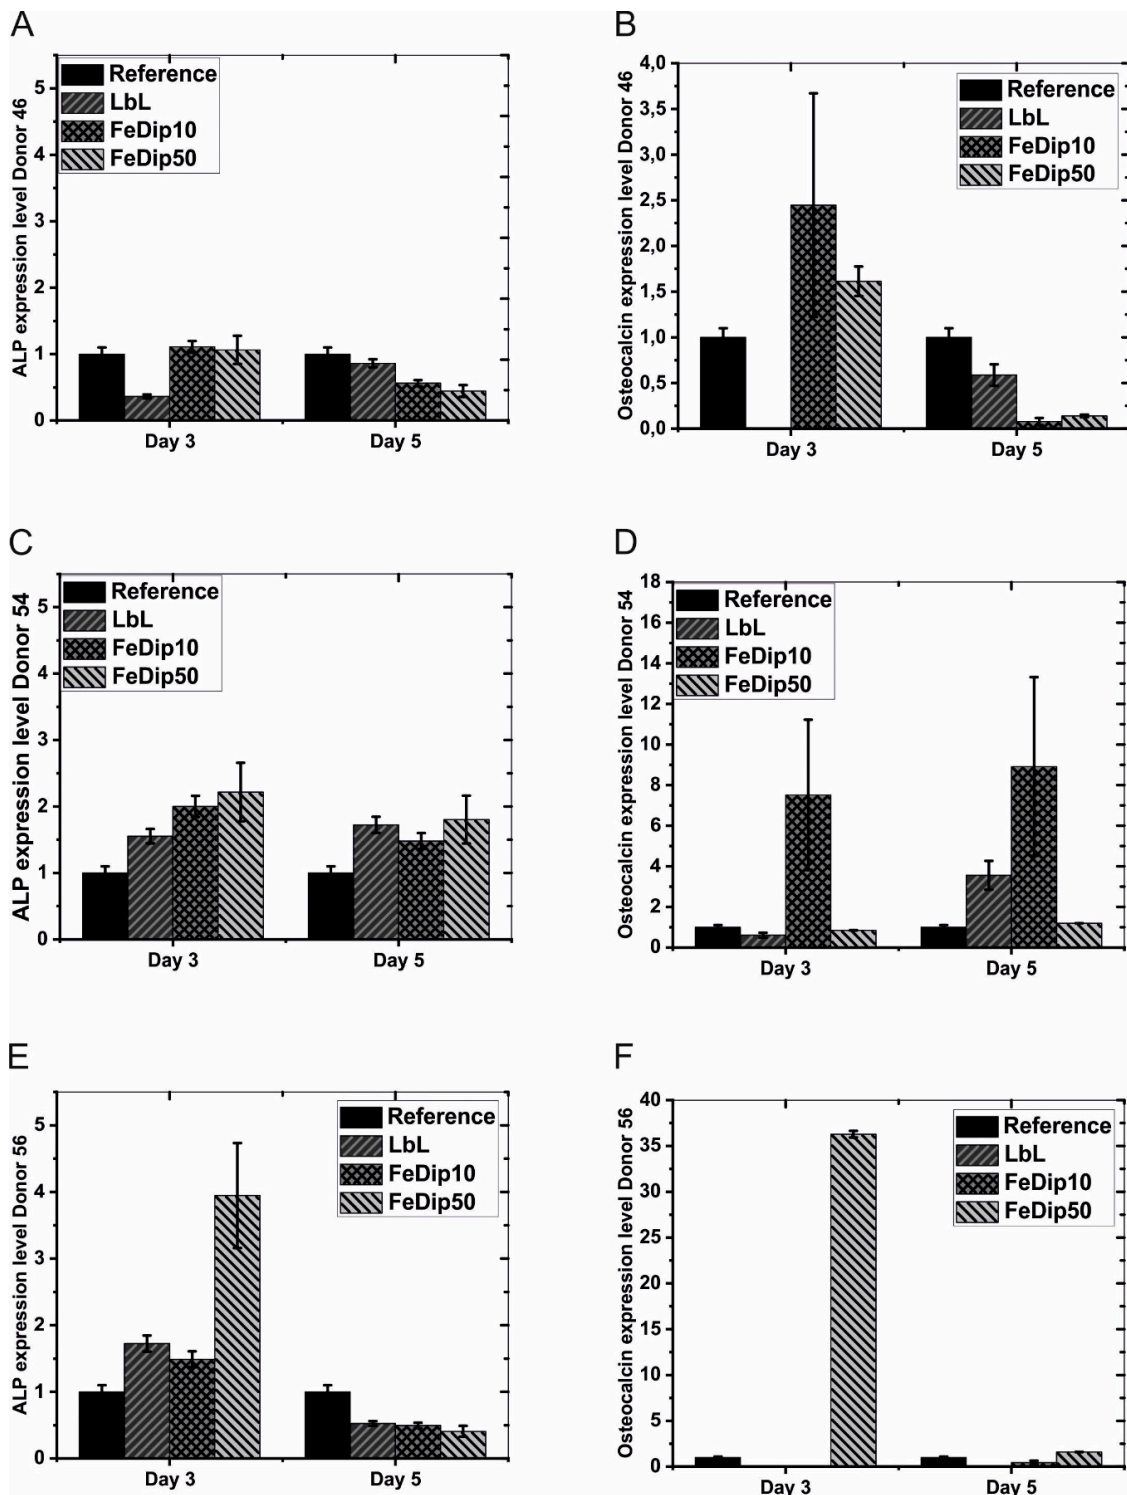 A
ALP expression level Donor 46
5
4
3
2
1
0
Reference
LbL
FeDip10
FeDip50
Day 3
Day 5
B
Osteocalcin expression level Donor 46
4,0
3,5
3,0
2,5
2,0
1,5
1,0
0,5
0,0
Reference
LbL
FeDip10
FeDip50
Day 3
Day 5
C
ALP expression level Donor 54
5
4
3
2
1
0
Reference
LbL
FeDip10
FeDip50
Day 3
Day 5
D
Osteocalcin expression level Donor 54
18
16
14
12
10
8
6
4
2
0
Reference
LbL
FeDip10
FeDip50
Day 3
Day 5
E
ALP expression level Donor 56
5
4
3
2
1
0
Reference
LbL
FeDip10
FeDip50
Day 3
Day 5
F
Osteocalcin expression level Donor 56
40
35
30
25
20
15
10
5
0
Reference
LbL
FeDip10
FeDip50
Day 3
Day 5